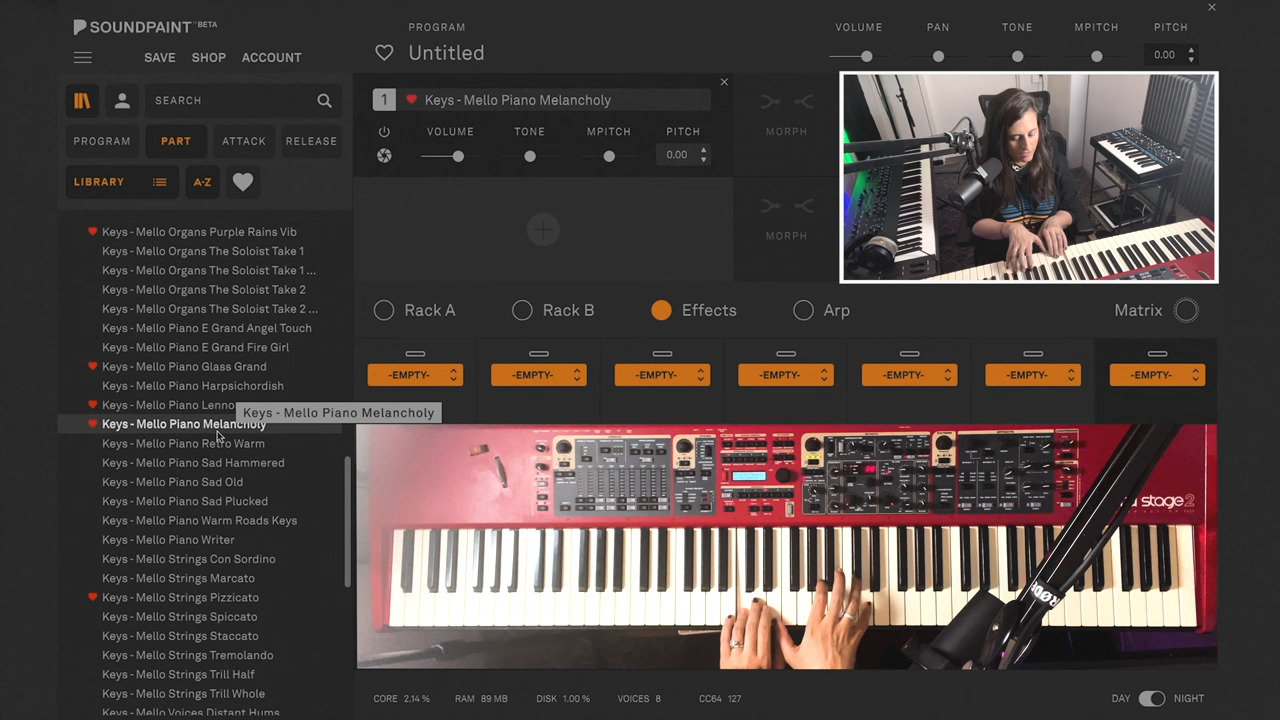 SOUNDPAINT BETA
SAVE SHOP ACCOUNT
PROGRAM
Untitled
VOLUME PAN TONE MPITCH PITCH
0.00
SEARCH
PROGRAM PART ATTACK RELEASE
LIBRARY A-Z
1 Keys - Mello Piano Melancholy
VOLUME TONE MPITCH PITCH
0.00
MORPH
MORPH
Keys - Mello Organs Purple Rains Vib
Keys - Mello Organs The Soloist Take 1
Keys - Mello Organs The Soloist Take 1 ...
Keys - Mello Organs The Soloist Take 2
Keys - Mello Organs The Soloist Take 2 ...
Keys - Mello Piano E Grand Angel Touch
Keys - Mello Piano E Grand Fire Girl
Keys - Mello Piano Glass Grand
Keys - Mello Piano Harpsichordish
Keys - Mello Piano Lenno
Keys - Mello Piano Melancholy
Keys - Mello Piano Melancholy
Keys - Mello Piano Retro Warm
Keys - Mello Piano Sad Hammered
Keys - Mello Piano Sad Old
Keys - Mello Piano Sad Plucked
Keys - Mello Piano Warm Roads Keys
Keys - Mello Piano Writer
Keys - Mello Strings Con Sordino
Keys - Mello Strings Marcato
Keys - Mello Strings Pizzicato
Keys - Mello Strings Spiccato
Keys - Mello Strings Staccato
Keys - Mello Strings Tremolando
Keys - Mello Strings Trill Half
Keys - Mello Strings Trill Whole
Keys - Mello Voices Distant Hums
Rack A Rack B Effects Arp Matrix
-EMPTY- -EMPTY- -EMPTY- -EMPTY- -EMPTY- -EMPTY- -EMPTY-
stage2
RØDE
CORE 2.14 % RAM 89 MB DISK 1.00 % VOICES 8 CC64 127
DAY NIGHT